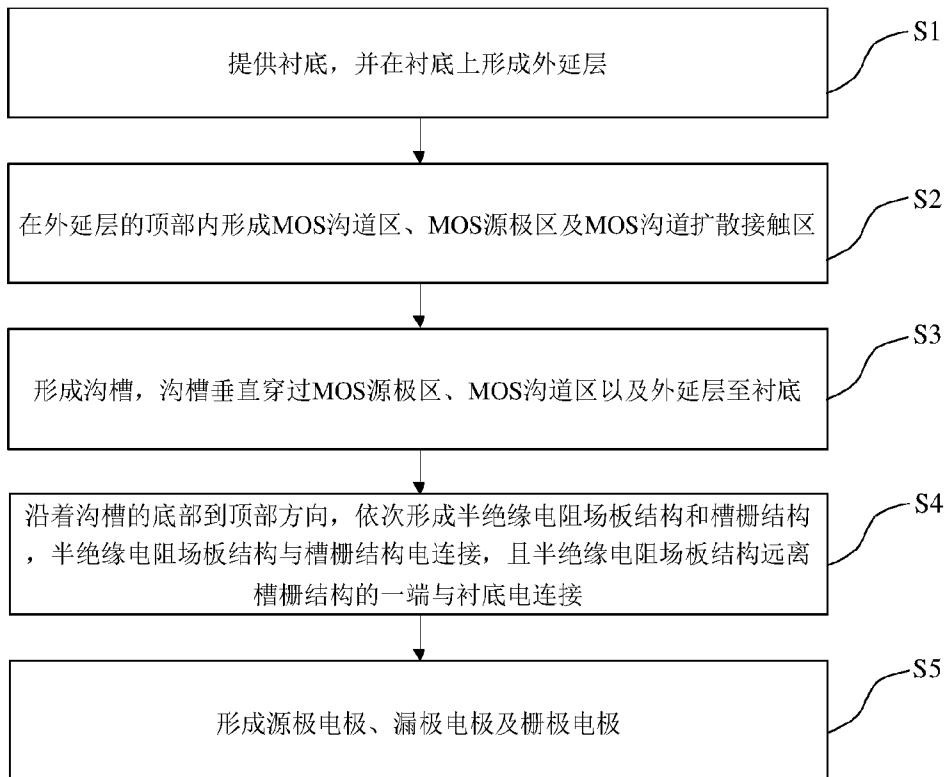 S1
提供衬底，并在衬底上形成外延层
S2
在外延层的顶部内形成MOS沟道区、MOS源极区及MOS沟道扩散接触区
S3
形成沟槽，沟槽垂直穿过MOS源极区、MOS沟道区以及外延层至衬底
S4
沿着沟槽的底部到顶部方向，依次形成半绝缘电阻场板结构和槽栅结构
，半绝缘电阻场板结构与槽栅结构电连接，且半绝缘电阻场板结构远离
槽栅结构的一端与衬底电连接
S5
形成源极电极、漏极电极及栅极电极